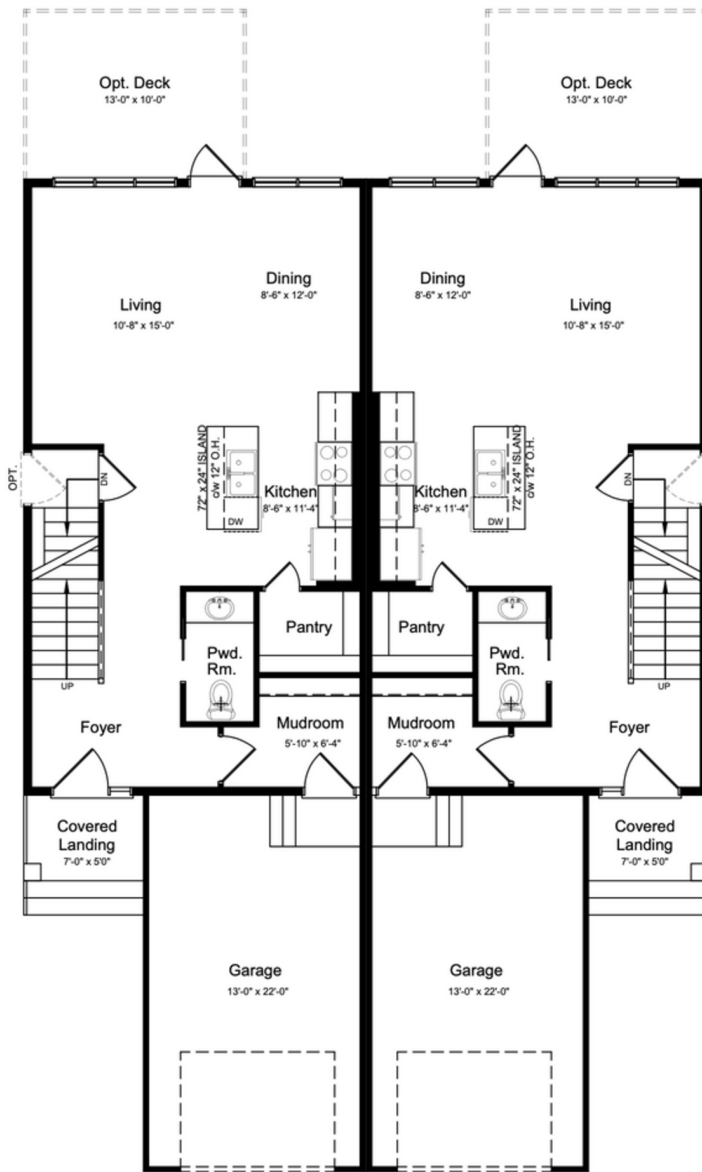 Opt. Deck
13'-0" x 10'-0"
Opt. Deck
13'-0" x 10'-0"
Dining
8'-6" x 12'-0"
Living
10'-8" x 15'-0"
Dining
8'-6" x 12'-0"
Living
10'-8" x 15'-0"
OPT.
DN
72" x 24" ISLAND
c/w 12" O.H.
DW
Kitchen
8'-6" x 11'-4"
Kitchen
8'-6" x 11'-4"
72" x 24" ISLAND
c/w 12" O.H.
DW
DN
UP
Pwd.
Rm.
Pantry
Pantry
Pwd.
Rm.
UP
Foyer
Mudroom
5'-10" x 6'-4"
Mudroom
5'-10" x 6'-4"
Foyer
Covered
Landing
7'-0" x 5'0"
Covered
Landing
7'-0" x 5'0"
Garage
13'-0" x 22'-0"
Garage
13'-0" x 22'-0"